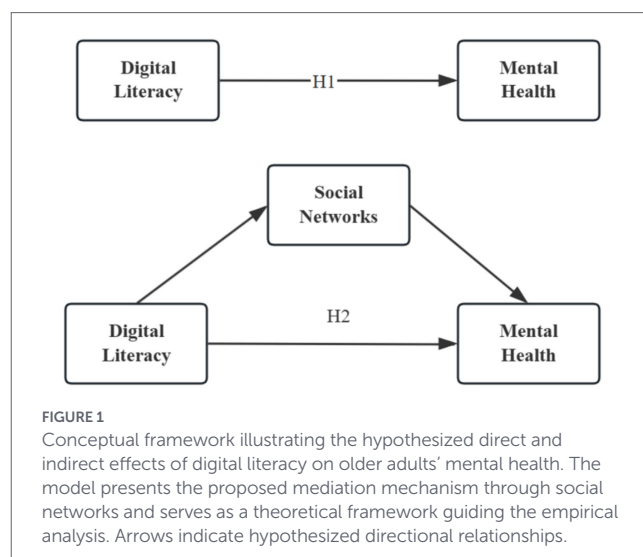 Digital
Literacy
H1
Mental
Health
Social
Networks
Digital
Literacy
H2
Mental
Health
FIGURE 1
Conceptual framework illustrating the hypothesized direct and
indirect effects of digital literacy on older adults’ mental health. The
model presents the proposed mediation mechanism through social
networks and serves as a theoretical framework guiding the empirical
analysis. Arrows indicate hypothesized directional relationships.